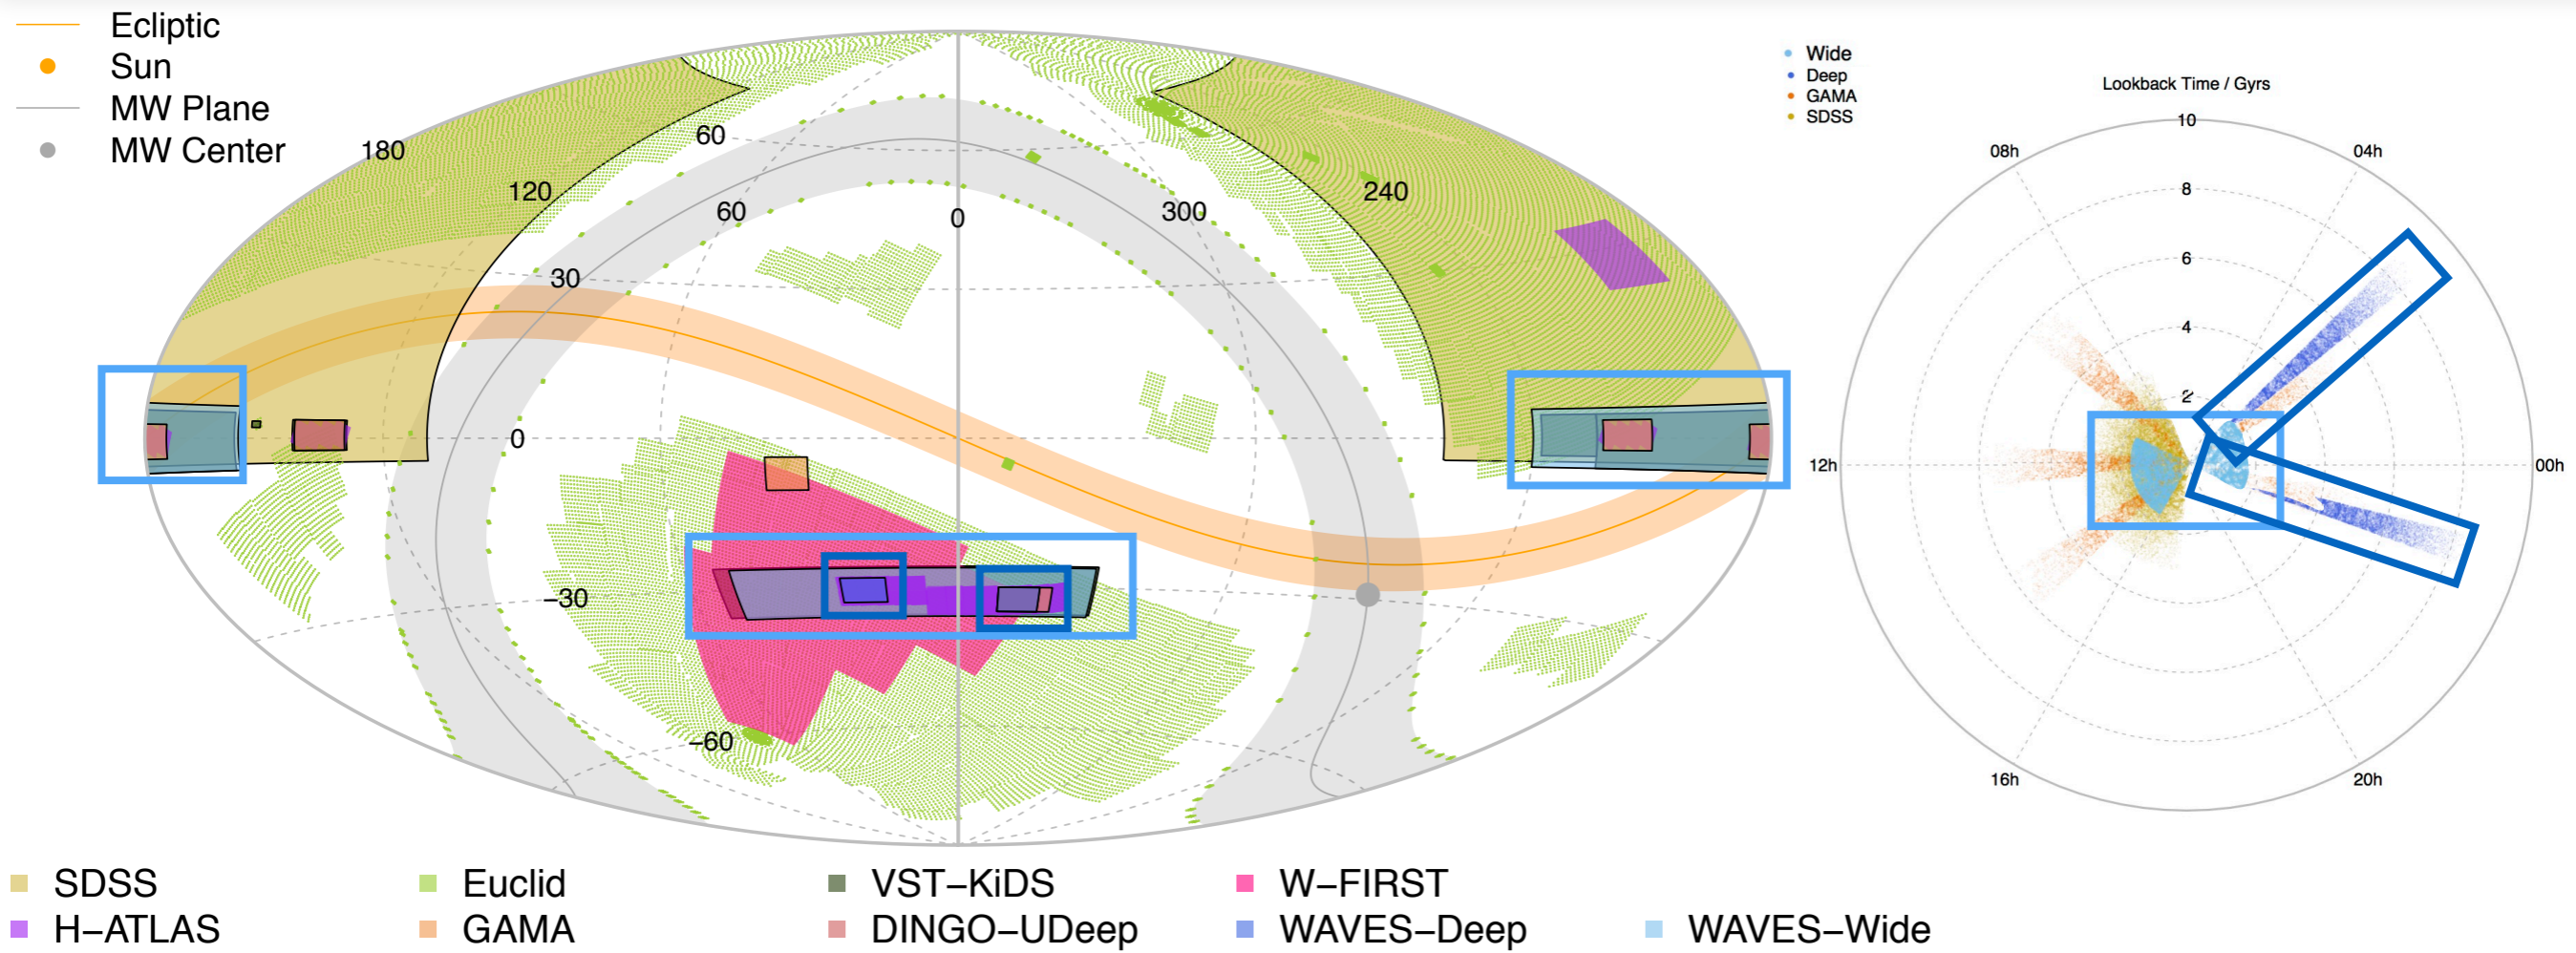 Ecliptic
Sun
MW Plane
MW Center
180
120
60
60
0
300
240
30
0
−30
−60
SDSS
Euclid
VST−KiDS
W−FIRST
H−ATLAS
GAMA
DINGO−UDeep
WAVES−Deep
WAVES−Wide
Wide
Deep
GAMA
SDSS
Lookback Time / Gyrs
10
08h
04h
8
6
4
2
12h
00h
16h
20h